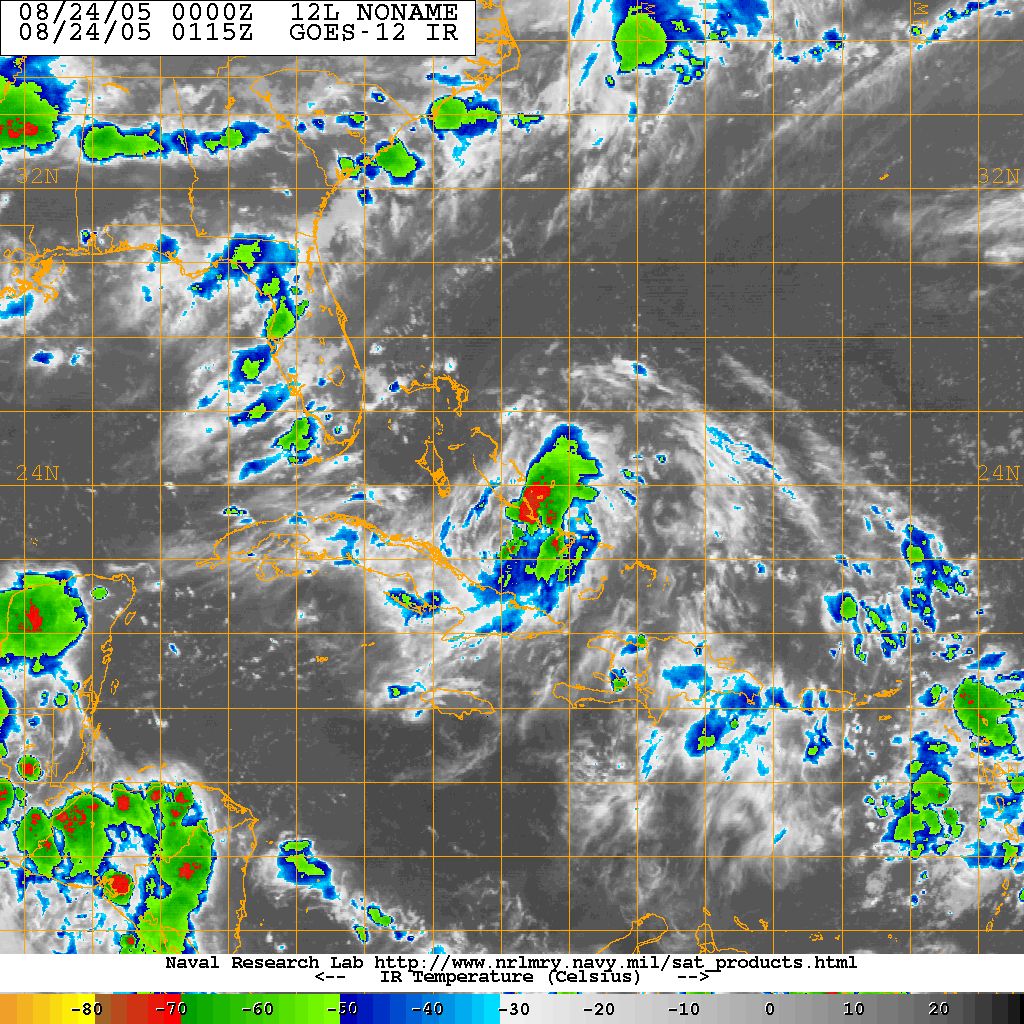 08/24/05 0000Z 12L NONAME
08/24/05 0115Z GOES-12 IR
32N 32N
24N 24N
Naval Research Lab http://www.nrlmry.navy.mil/sat_products.html
<-- IR Temperature (Celsius) -->
-80 -70 -60 -50 -40 -30 -20 -10 0 10 20